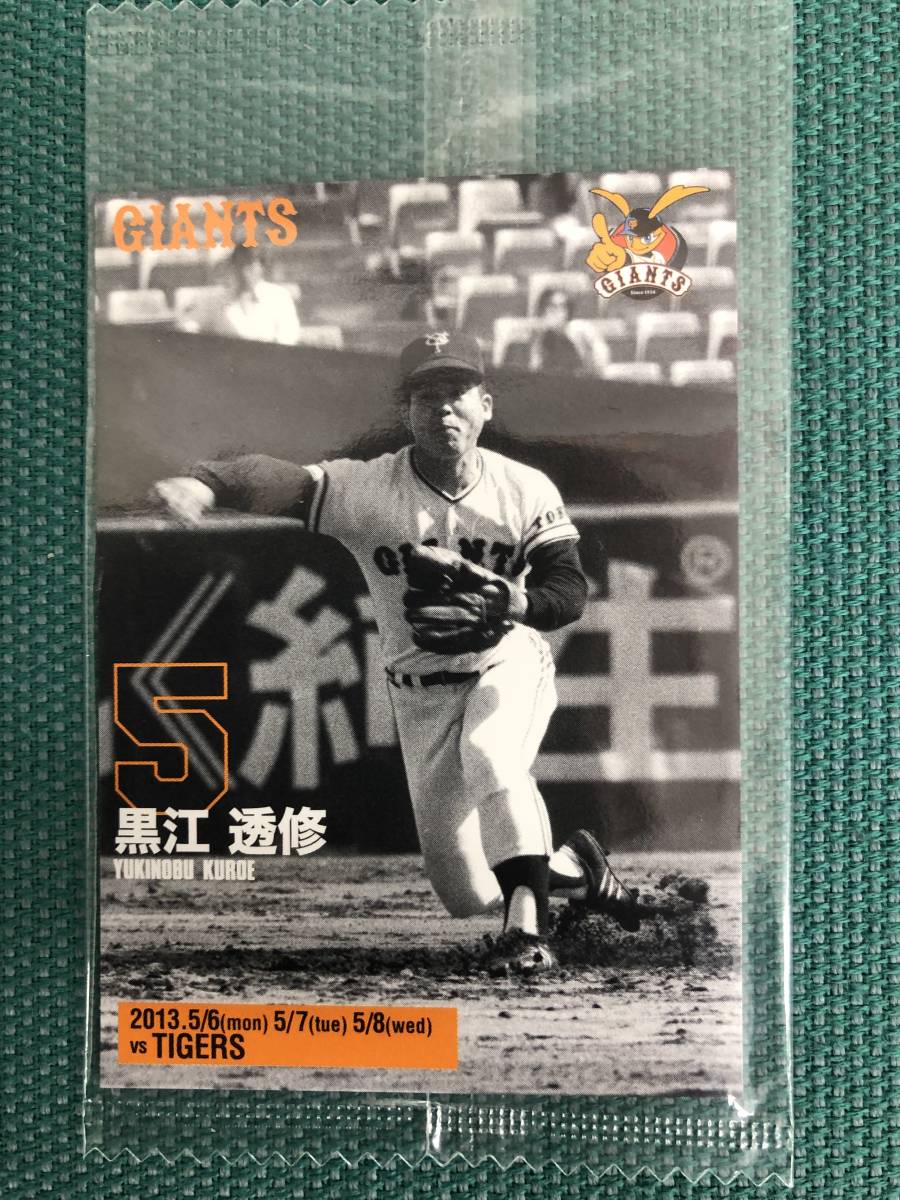 GIANTS
GIANTS
Since 1934
GIANT
5
黒江 透修
YUKINOBU KUROE
2013.5/6(mon) 5/7(tue) 5/8(wed)
vs TIGERS